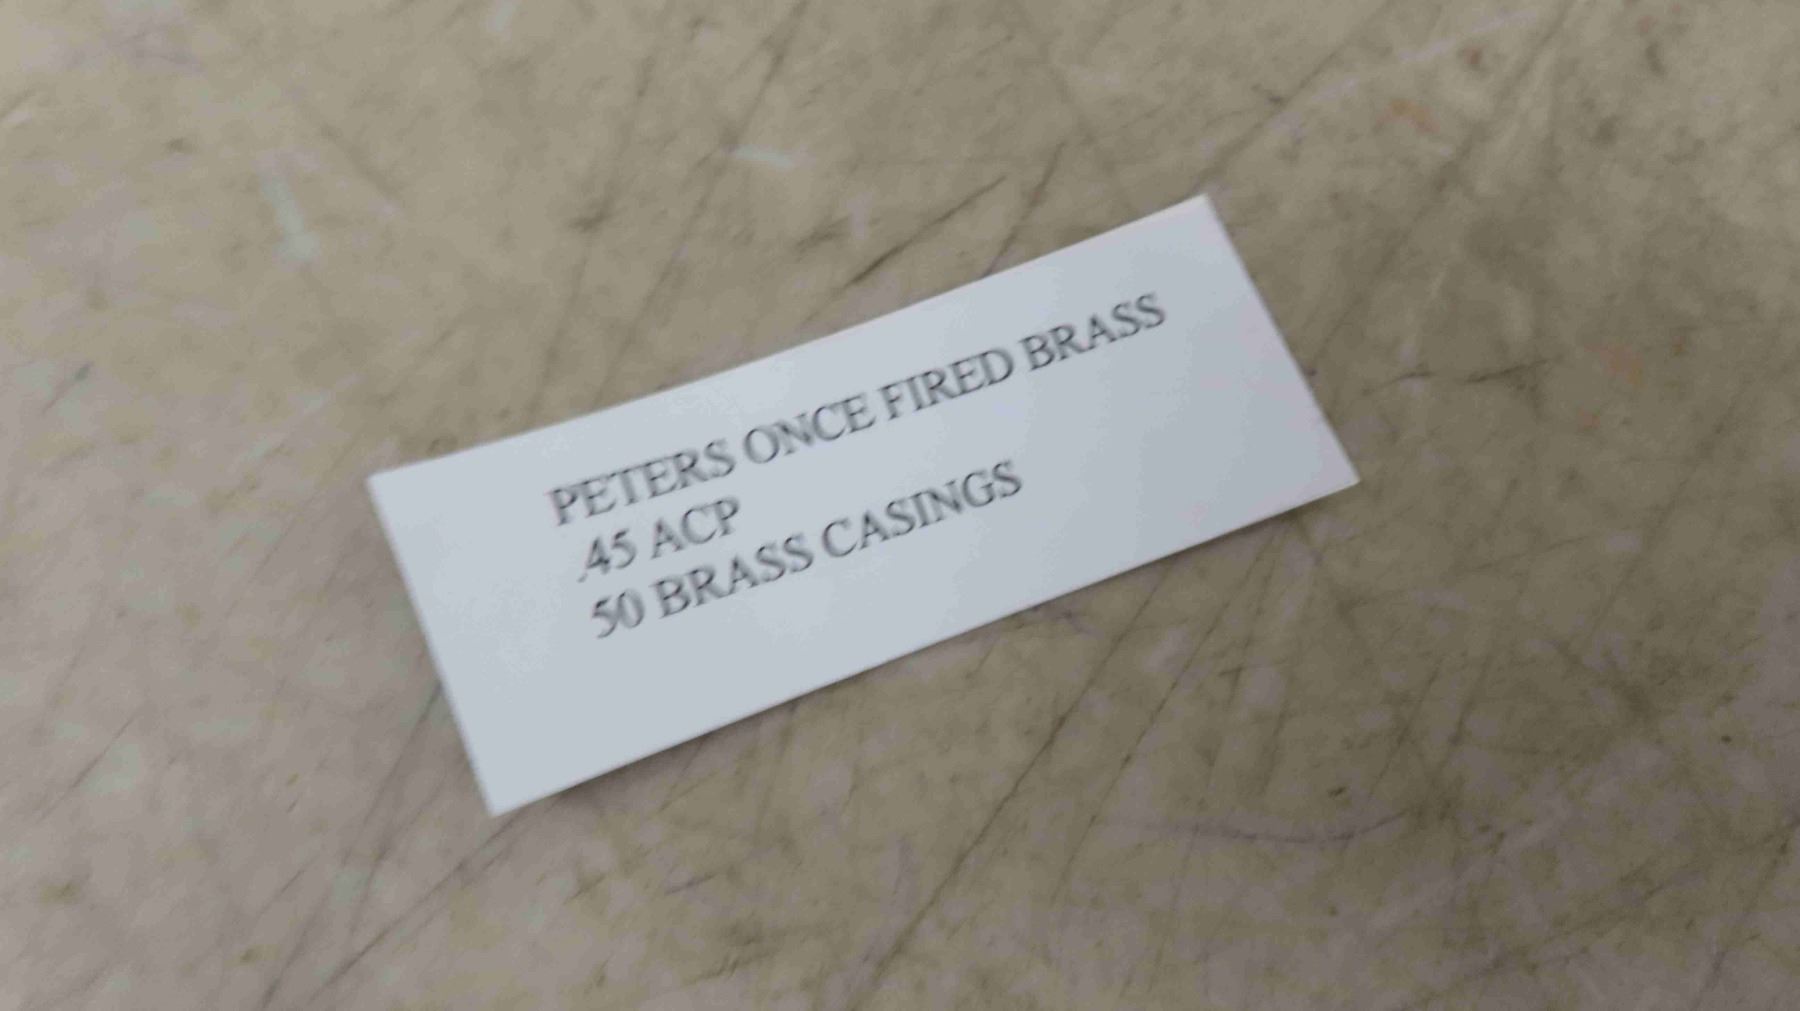 PETERS ONCE FIRED BRASS
.45 ACP
50 BRASS CASINGS